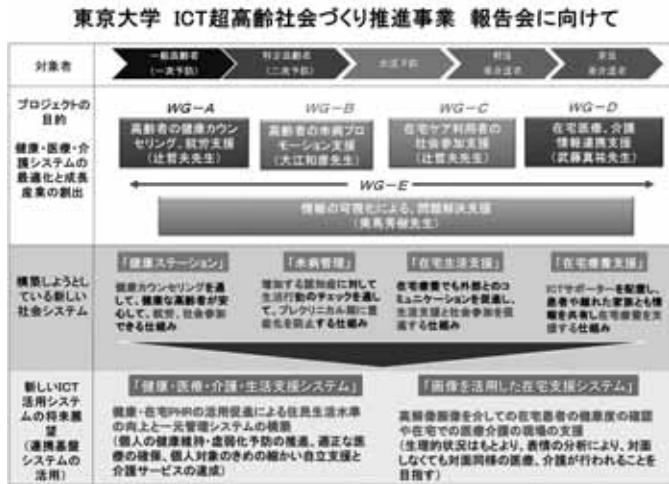 東京大学 ICT超高齢社会づくり推進事業 報告会に向けて
対象者
一般高齢者
(一次予防)
特定高齢者
(二次予防)
プロジェクトの
目的
健康・医療・介
護システムの
最適化と成長
産業の創出
WG-A
高齢者の健康カウン
セリング、就労支援
(辻哲夫先生)
WG-B
高齢者の未病プロ
モーション支援
(大江和彦先生)
WG-C
在宅ケア利用者の
社会参加支援
(辻哲夫先生)
WG-D
在宅医療、介護
情報連携支援
(武藤真祐先生)
WG-E
情報の可視化による、問題解決支援
構築しようとし
ている新しい
社会システム
「健康ステーション」
健康カウンセリングを通
して、健康な高齢者が安
心して、就労、社会参加
できる仕組み
「未病管理」
増加する認知症に対して
生活行動のチェックを通し
て、プレクリニカル期に重
症化を防止する仕組み
「在宅生活支援」
在宅療養でも外部とのコ
ミュニケーションを促進し、
生活支援と社会参加を促
進する仕組み
「在宅療養支援」
ICTサポーターを配置し、
患者や離れた家族とも情
報を共有し在宅療養を支
援する仕組み
新しいICT
活用システ
ムの将来展
望
(連携基盤
システムの
活用)
「健康・医療・介護・生活支援システム」
健康・在宅PHRの活用促進による住民生活水準
の向上と一元管理システムの構築
(個人の健康維持・虚弱化予防の推進、適正な医
療の確保、個人対象のきめの細かい自立支援と
介護サービスの達成)
「画像を活用した在宅支援システム」
高解像画像を介しての在宅患者の健康度の確認
や在宅での医療介護の現場の支援
(生理的状況はもとより、表情の分析により、対面
しなくても対面同様の医療、介護が行われることを
目指す)